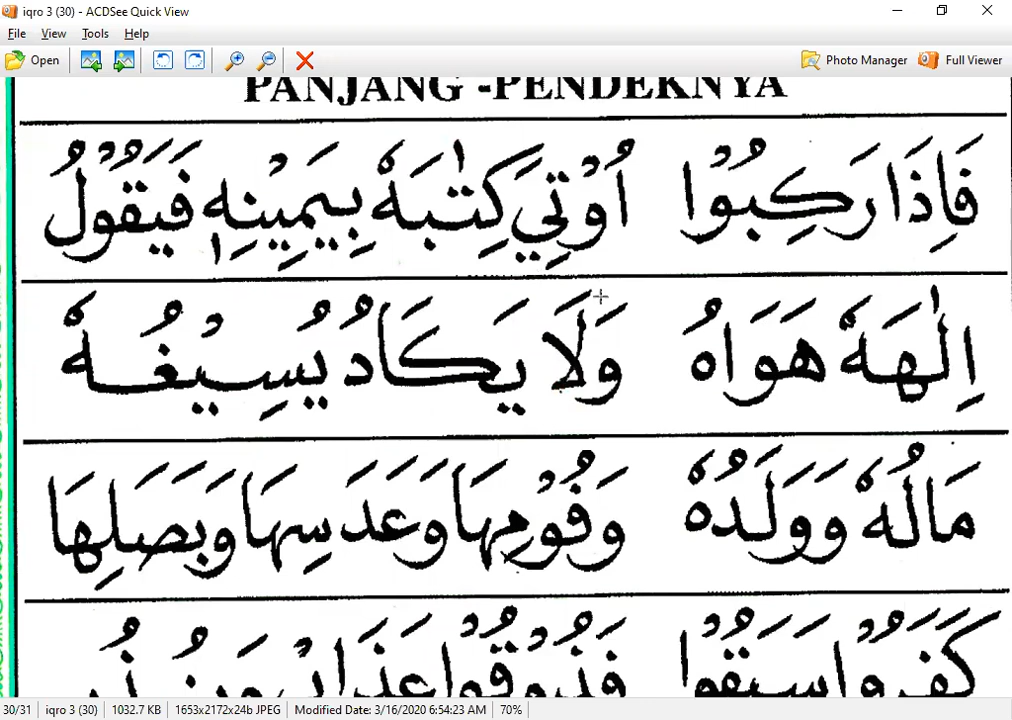 iqro 3 (30) - ACDSee Quick View
File View Tools Help
Open Photo Manager Full Viewer
PANJANG -PENDEKNYA
فَاِذَا رَكِبُوْا اُوْتِيَ كِتٰبَهٗ بِيَمِيْنِهٖ فَيَقُوْلُ
اِلٰهَهٗ هَوَاهُ وَلَا يَكَادُ يُسِيْغُهٗ
مَالُهٗ وَوَلَدُهٗ وَفُوْمِهَا وَعَدَسِهَا وَبَصَلِهَا
كَفَرُوْا سَبَقُوْا فَذُوْقُوْا
30/31 iqro 3 (30) 1032.7 KB 1653x2172x24b JPEG Modified Date: 3/16/2020 6:54:23 AM 70%